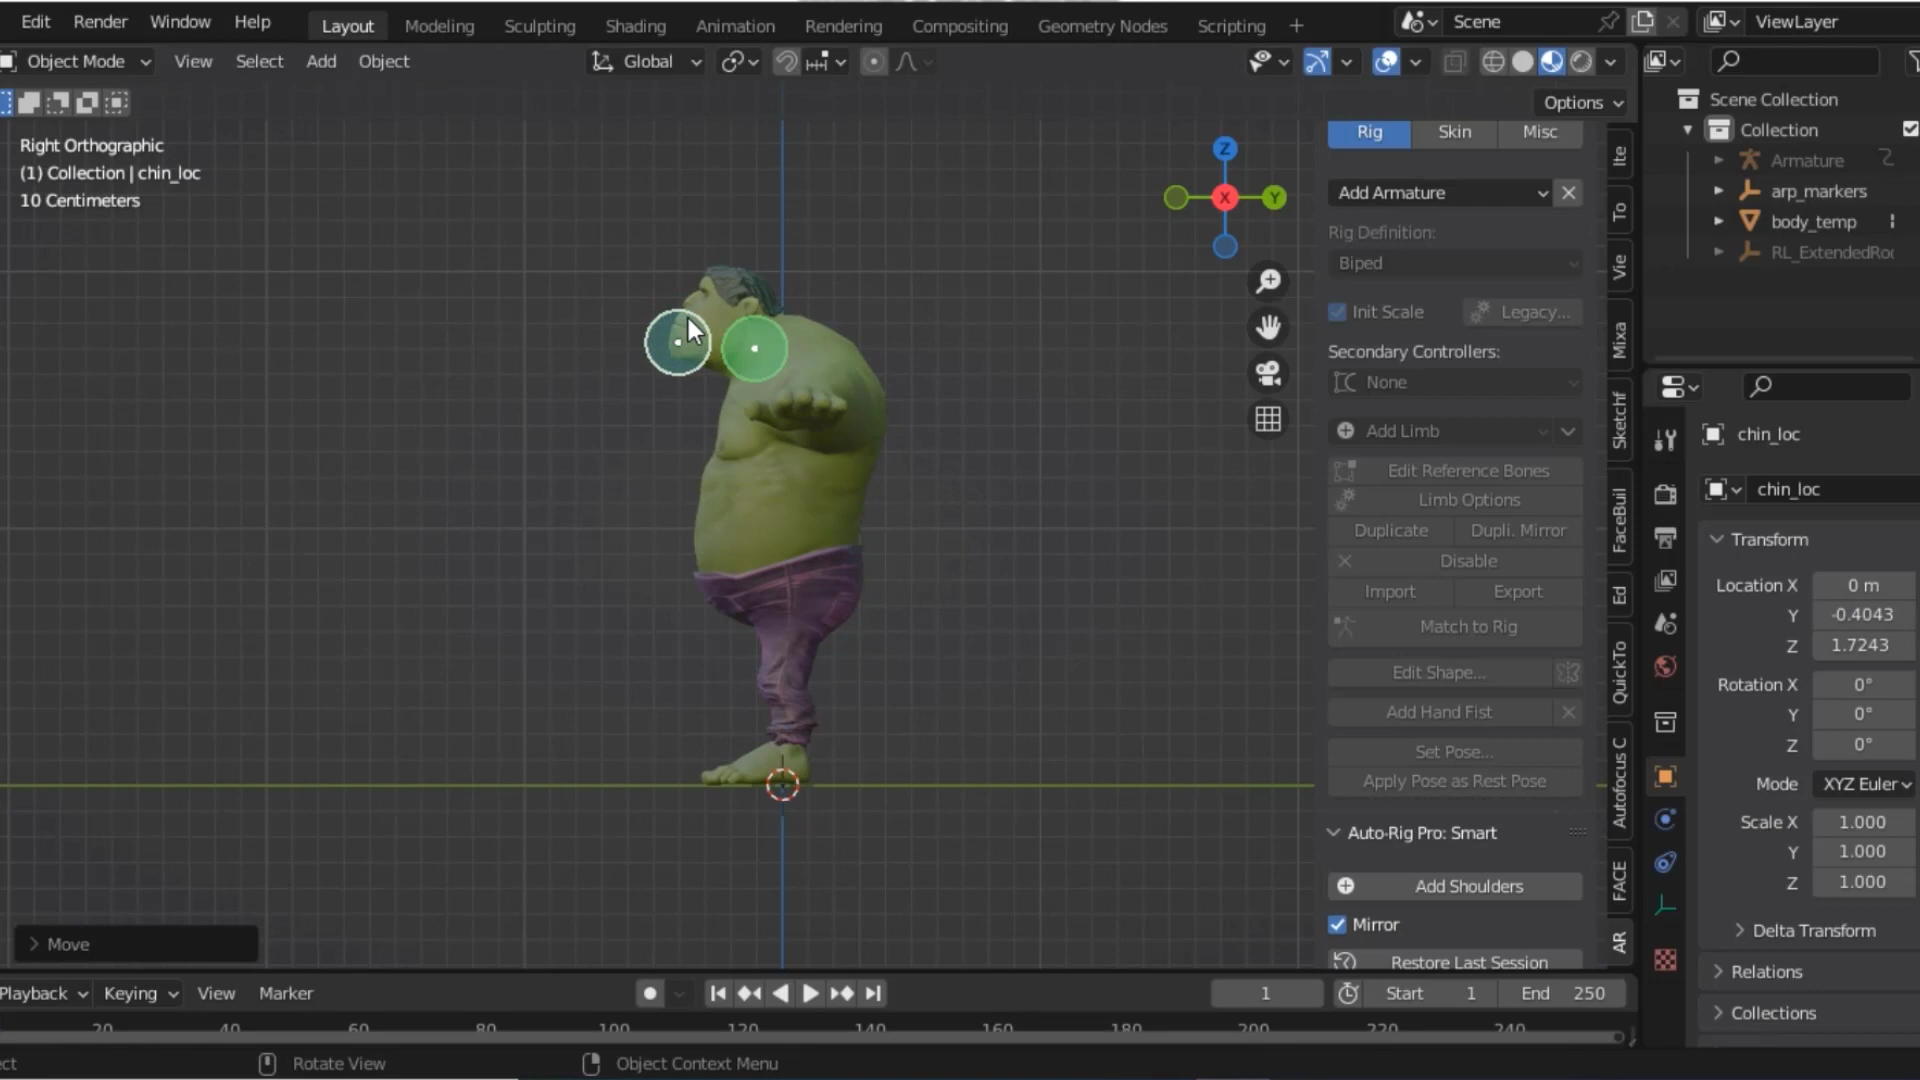 Edit Render Window Help Layout Modeling Sculpting Shading Animation Rendering Compositing Geometry Nodes Scripting + Scene ViewLayer
Object Mode View Select Add Object Global
Options
Right Orthographic
(1) Collection | chin_loc
10 Centimeters
Z
X
Y
Rig Skin Misc
Add Armature
Rig Definition:
Biped
Init Scale Legacy...
Secondary Controllers:
None
Add Limb
Edit Reference Bones
Limb Options
Duplicate Dupli. Mirror
Disable
Import Export
Match to Rig
Edit Shape...
Add Hand Fist
Set Pose...
Apply Pose as Rest Pose
Auto-Rig Pro: Smart
Add Shoulders
Mirror
Restore Last Session
Ite
To
Vie
Mixa
Sketchf
FaceBuil
Ed
QuickTo
Autofocus C
FACE
AR
Scene Collection
Collection
Armature
arp_markers
body_temp
RL_ExtendedRoo
chin_loc
chin_loc
Transform
Location X 0 m
Y -0.4043
Z 1.7243
Rotation X 0°
Y 0°
Z 0°
Mode XYZ Euler
Scale X 1.000
Y 1.000
Z 1.000
Delta Transform
Relations
Collections
Move
Playback Keying View Marker 1 Start 1 End 250
20 40 60 80 100 120 140 160 180 200 220 240
ect Rotate View Object Context Menu